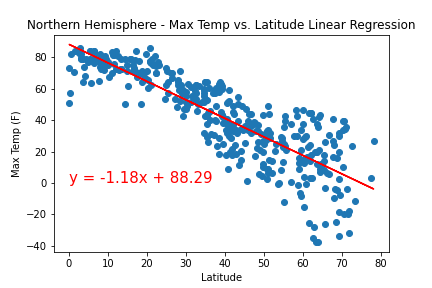 Northern Hemisphere - Max Temp vs. Latitude Linear Regression
80
60
40
20
0
−20
−40
Max Temp (F)
y = -1.18x + 88.29
0 10 20 30 40 50 60 70 80
Latitude